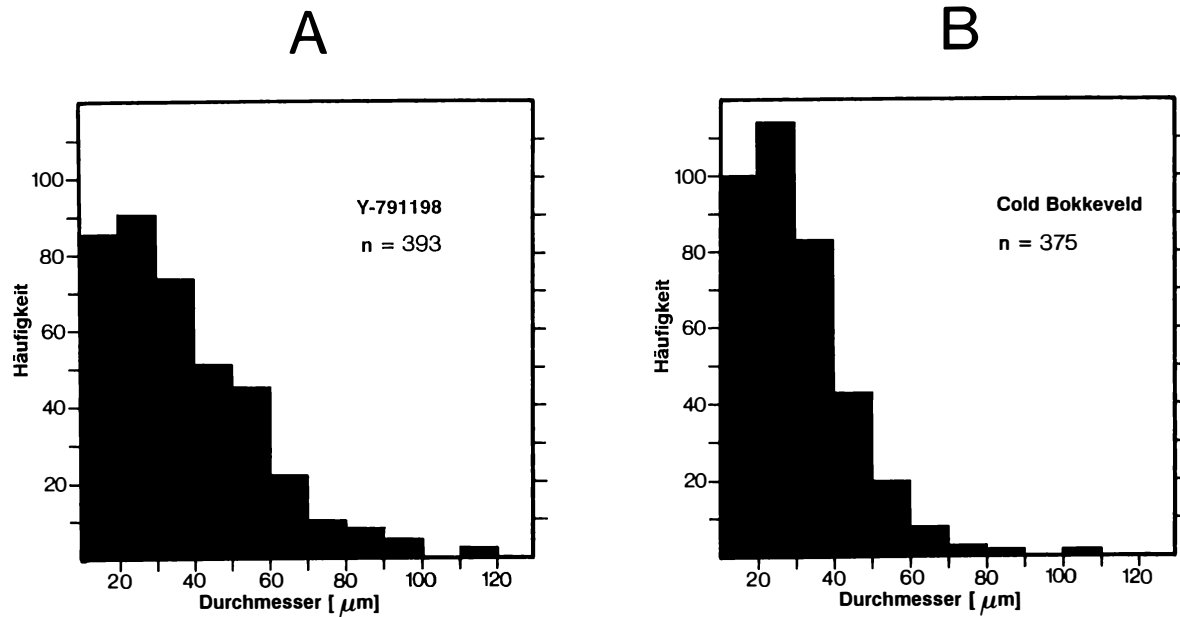 A
Häufigkeit
100
80
60
40
20
Y-791198
n = 393
20 40 60 80 100 120
Durchmesser [ μm]
B
Häufigkeit
100
80
60
40
20
Cold Bokkeveld
n = 375
20 40 60 80 100 120
Durchmesser [ μm]